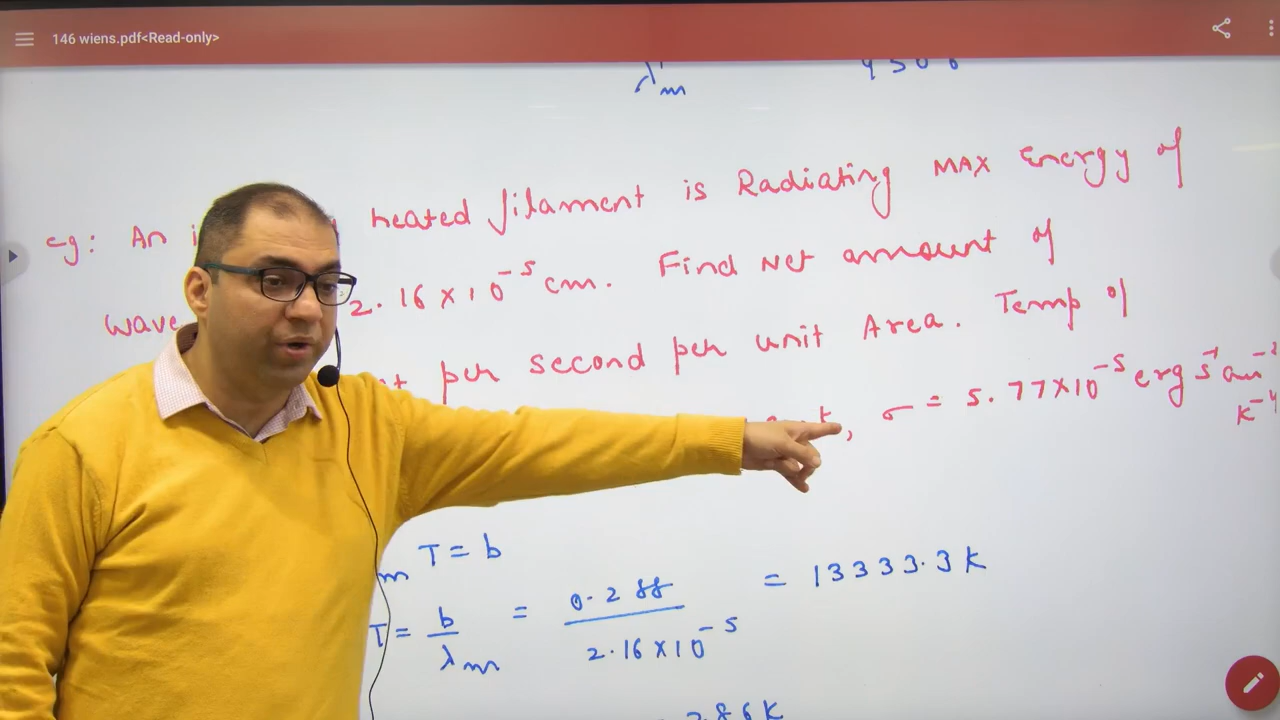 146 wiens.pdf<Read-only>
λm 4500
eg: An heated filament is Radiating MAX Energy of
wave 2.16 × 10⁻⁵ cm. Find Net amount of
per second per unit Area. Temp of
, σ = 5.77×10⁻⁵ erg s⁻¹ cm⁻²
K⁻⁴
m T = b
T = b/λm = 0.288/2.16×10⁻⁵ = 13333.3 K
286 K